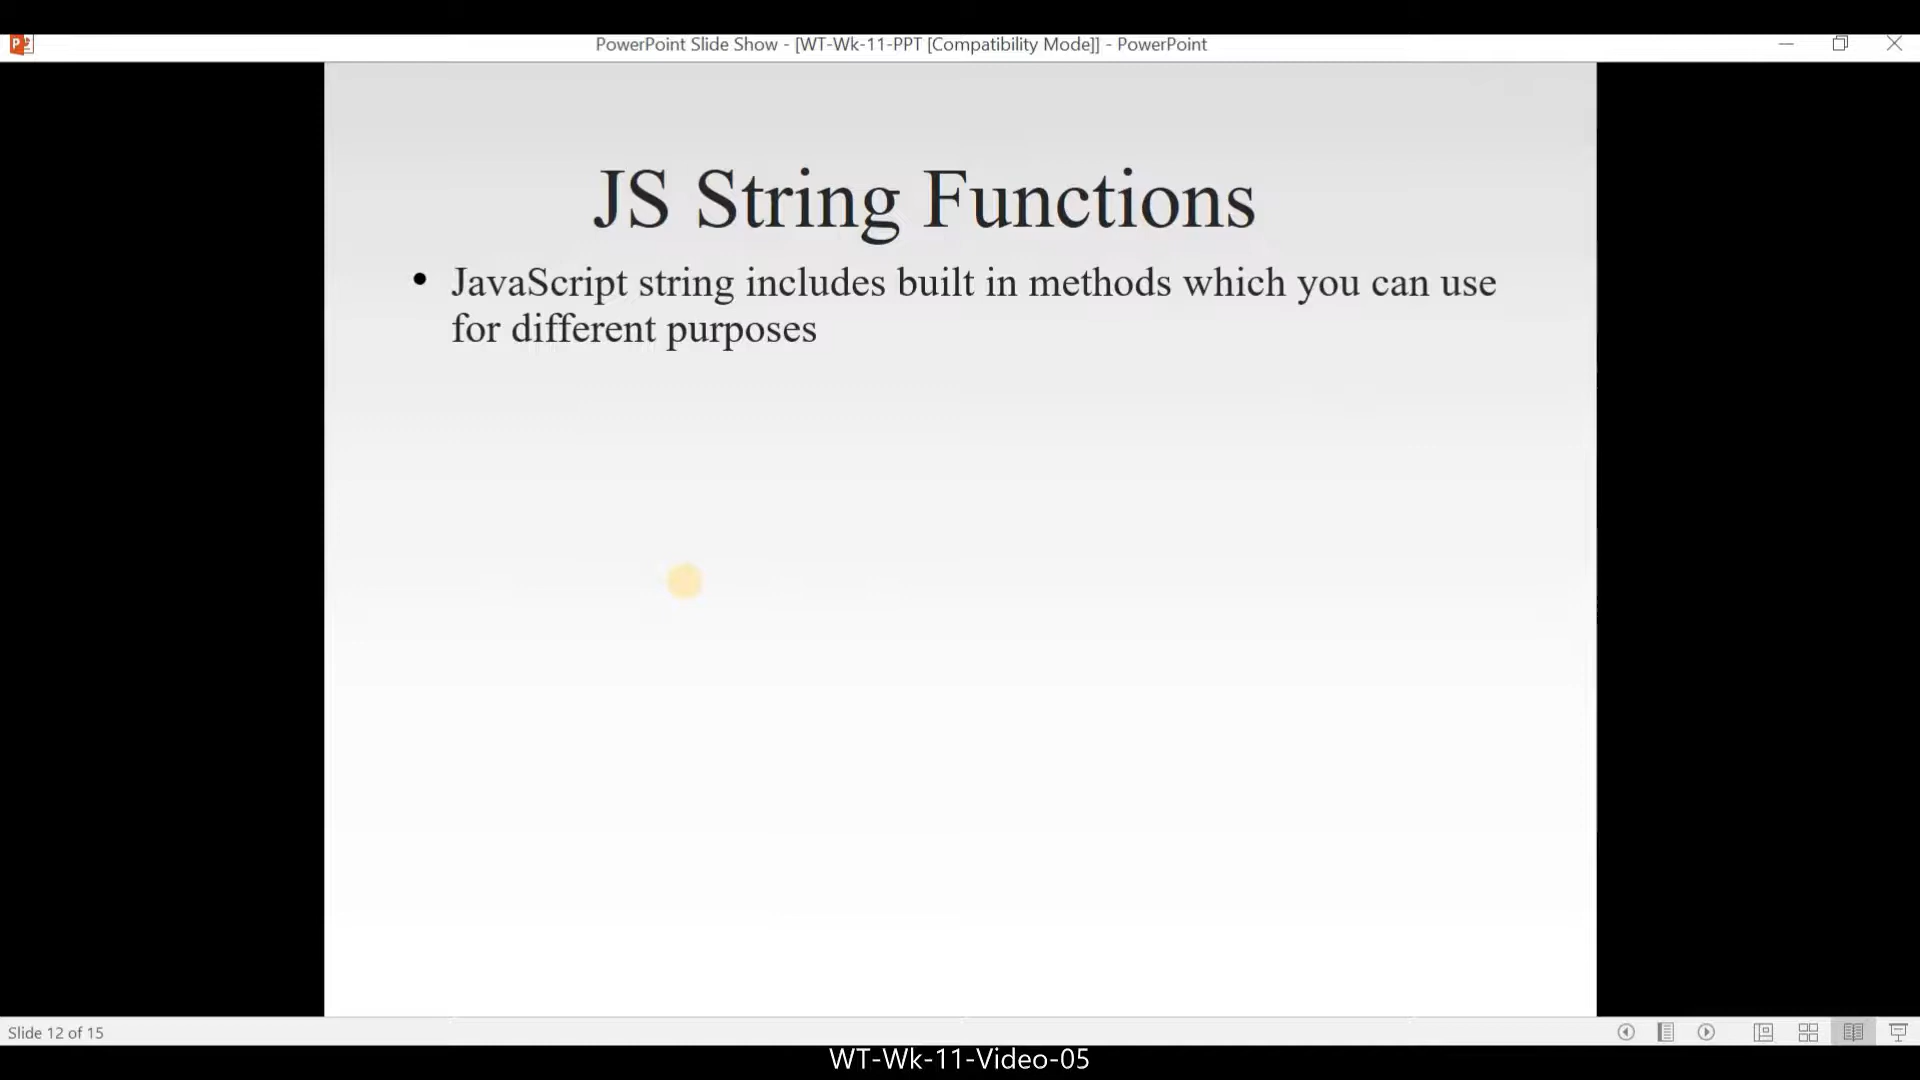 PowerPoint Slide Show - [WT-Wk-11-PPT [Compatibility Mode]] - PowerPoint
JS String Functions
• JavaScript string includes built in methods which you can use
for different purposes
Slide 12 of 15
WT-Wk-11-Video-05